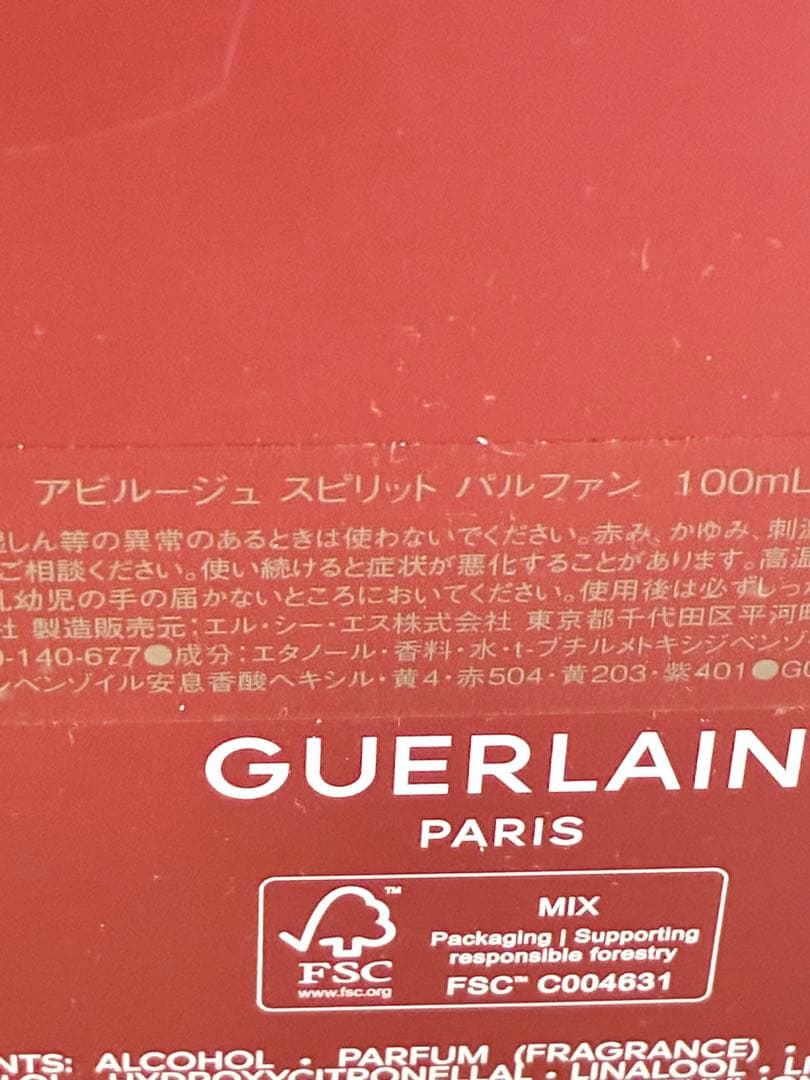 アビルージュ スピリット パルファン 100mL
しん等の異常のあるときは使わないでください。赤み、かゆみ、刺
ご相談ください。使い続けると症状が悪化することがあります。高温
幼児の手の届かないところにおいてください。使用後は必ずしっ
社 製造販売元:エル・シー・エス株式会社 東京都千代田区平河
-140-677●成分:エタノール・香料・水・t-ブチルメトキシジベンゾ
ベンゾイル安息香酸ヘキシル・黄4・赤504・黄203・紫401●
GUERLAIN
PARIS
FSC™
www.fsc.org
MIX
Packaging | Supporting
responsible forestry
FSC™ C004631
NTS: ALCOHOL • PARFUM (FRAGRANCE) •
HYDROXYCITRONELLAL • LINALOOL •